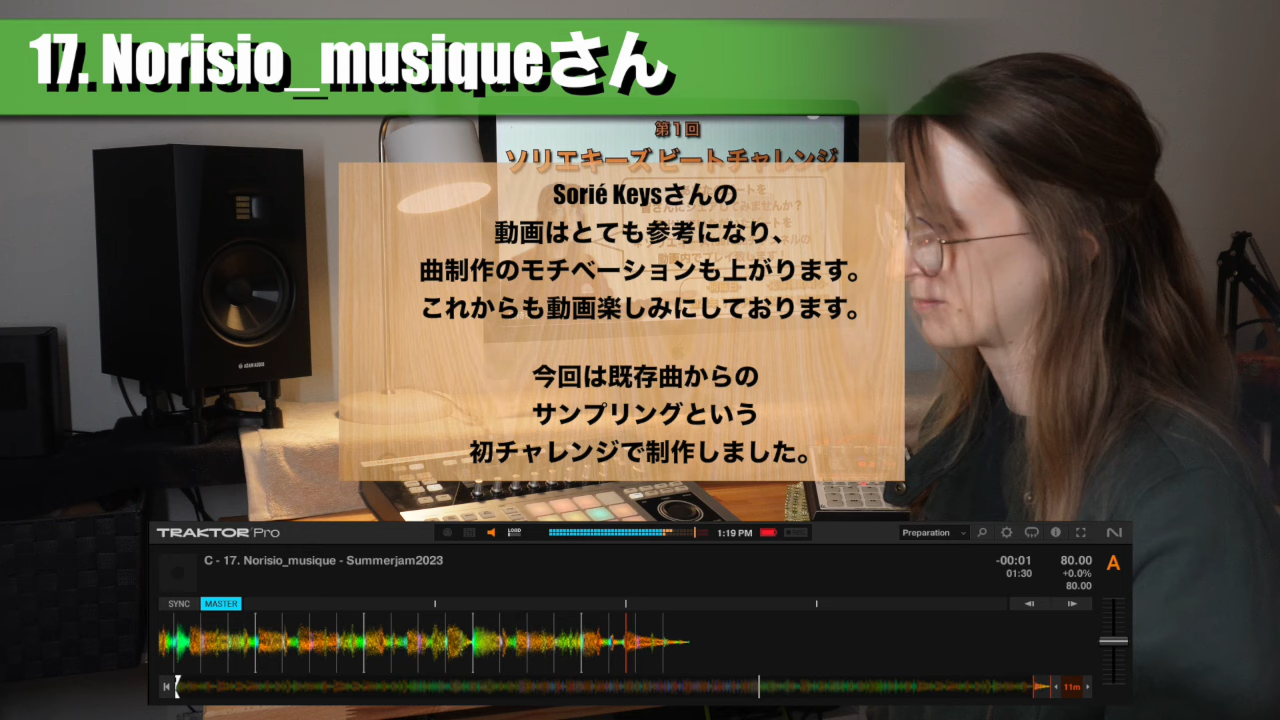 17. Norisio_musiqueさん
第1回
ソリエキーズ ビートチャレンジ
Sorié Keysさんの
動画はとても参考になり、
曲制作のモチベーションも上がります。
これからも動画楽しみにしております。
今回は既存曲からの
サンプリングという
初チャレンジで制作しました。
ADAM AUDIO
TRAKTOR Pro
LOUD
1:19 PM
Preparation
C - 17. Norisio_musique - Summerjam2023
-00:01
80.00
A
01:30
+0.0%
80.00
SYNC
MASTER
11m